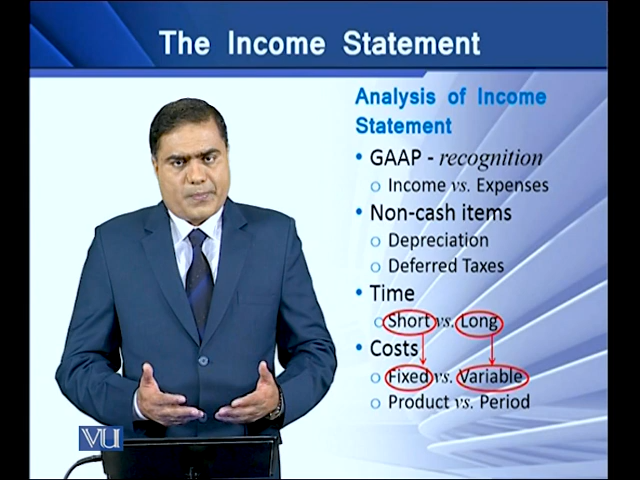 The Income Statement
Analysis of Income
Statement
• GAAP - recognition
o Income vs. Expenses
• Non-cash items
o Depreciation
o Deferred Taxes
• Time
o Short vs. Long
• Costs
o Fixed vs. Variable
o Product vs. Period
VU